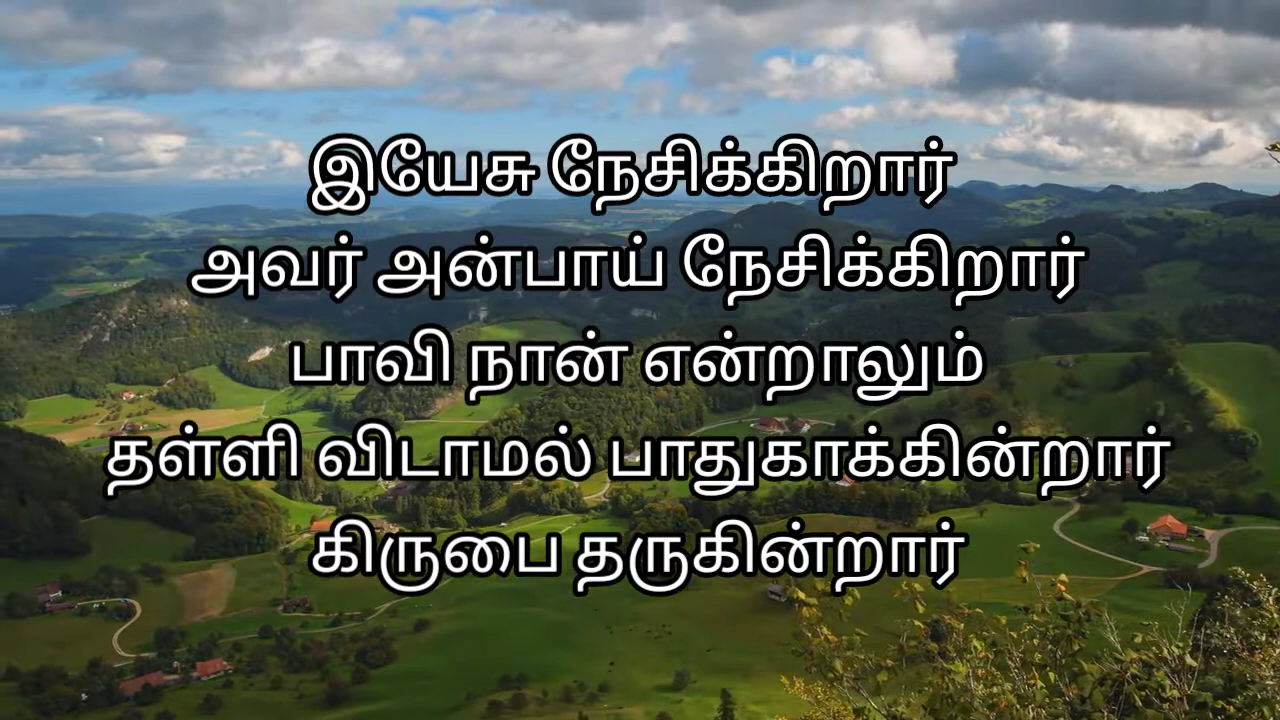 இயேசு நேசிக்கிறார்
அவர் அன்பாய் நேசிக்கிறார்
பாவி நான் என்றாலும்
தள்ளி விடாமல் பாதுகாக்கின்றார்
கிருபை தருகின்றார்